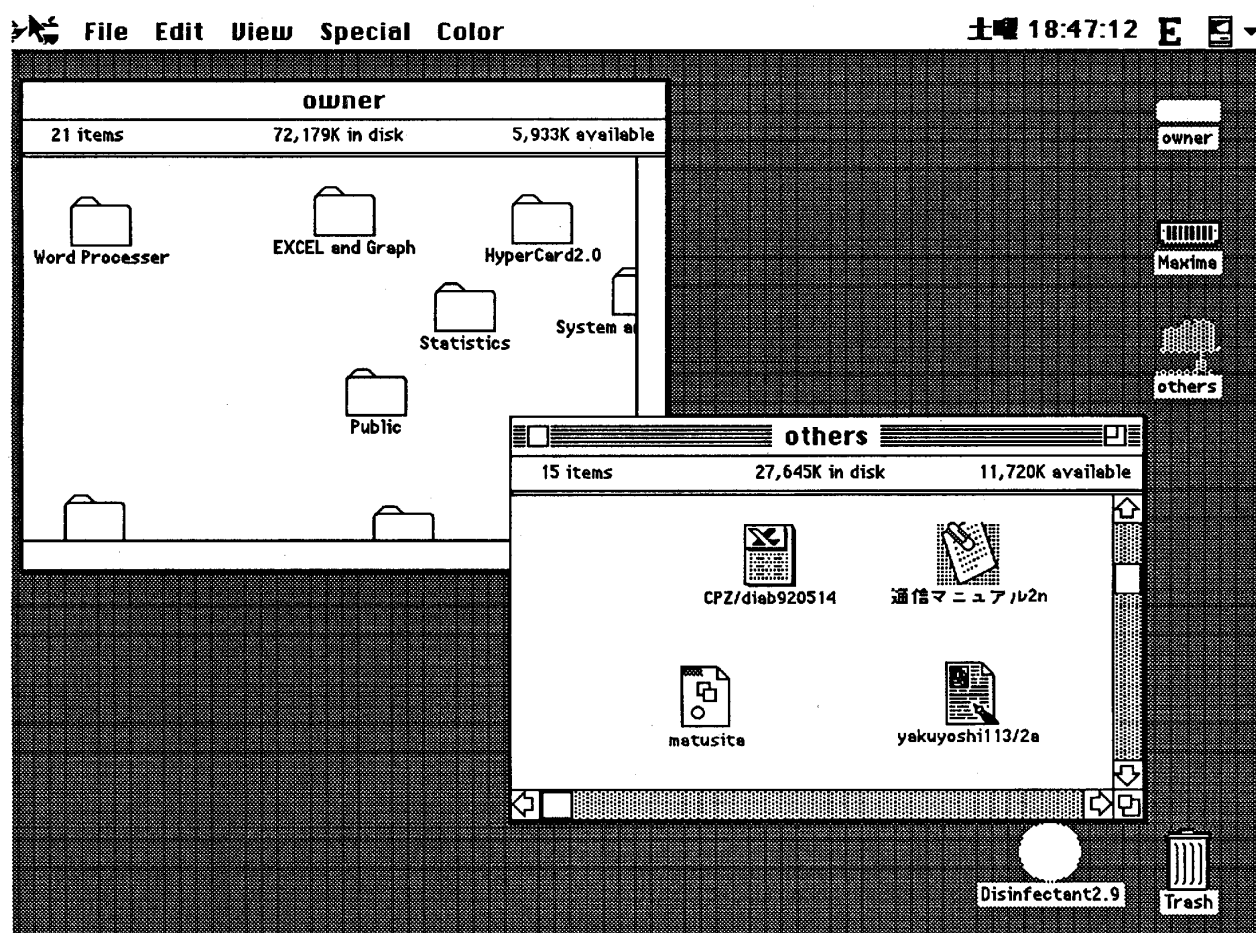 File Edit View Special Color 土曜 18:47:12 E
owner
21 items 72,179K in disk 5,933K available
Word Processer
EXCEL and Graph
HyperCard2.0
Statistics
System
Public
others
15 items 27,645K in disk 11,720K available
CPZ/diab920514
通信マニュアル2n
matusita
yakuyoshi113/2a
owner
Maxima
others
Disinfectant2.9
Trash